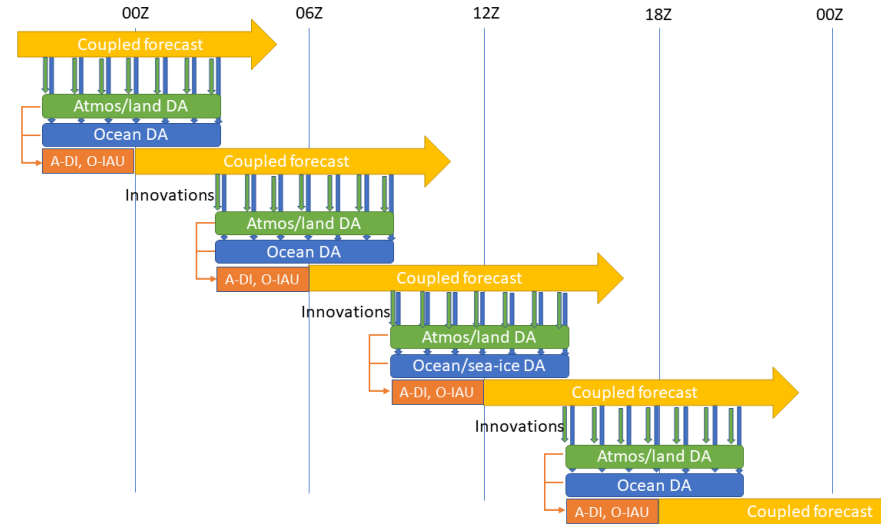 00Z 06Z 12Z 18Z 00Z
Coupled forecast
Atmos/land DA
Ocean DA
A-DI, O-IAU Coupled forecast
Innovations
Atmos/land DA
Ocean DA
A-DI, O-IAU Coupled forecast
Innovations
Atmos/land DA
Ocean/sea-ice DA
A-DI, O-IAU Coupled forecast
Innovations
Atmos/land DA
Ocean DA
A-DI, O-IAU Coupled forecast